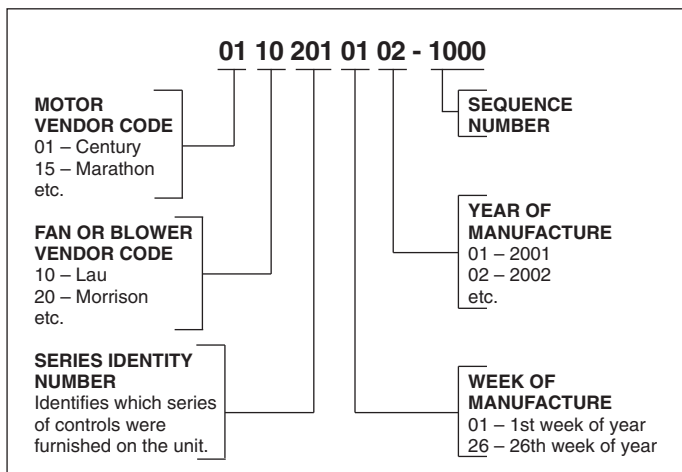 01 10 201 01 02 - 1000
MOTOR
VENDOR CODE
01 – Century
15 – Marathon
etc.
FAN OR BLOWER
VENDOR CODE
10 – Lau
20 – Morrison
etc.
SERIES IDENTITY
NUMBER
Identifies which series
of controls were
furnished on the unit.
SEQUENCE
NUMBER
YEAR OF
MANUFACTURE
01 – 2001
02 – 2002
etc.
WEEK OF
MANUFACTURE
01 – 1st week of year
26 – 26th week of year